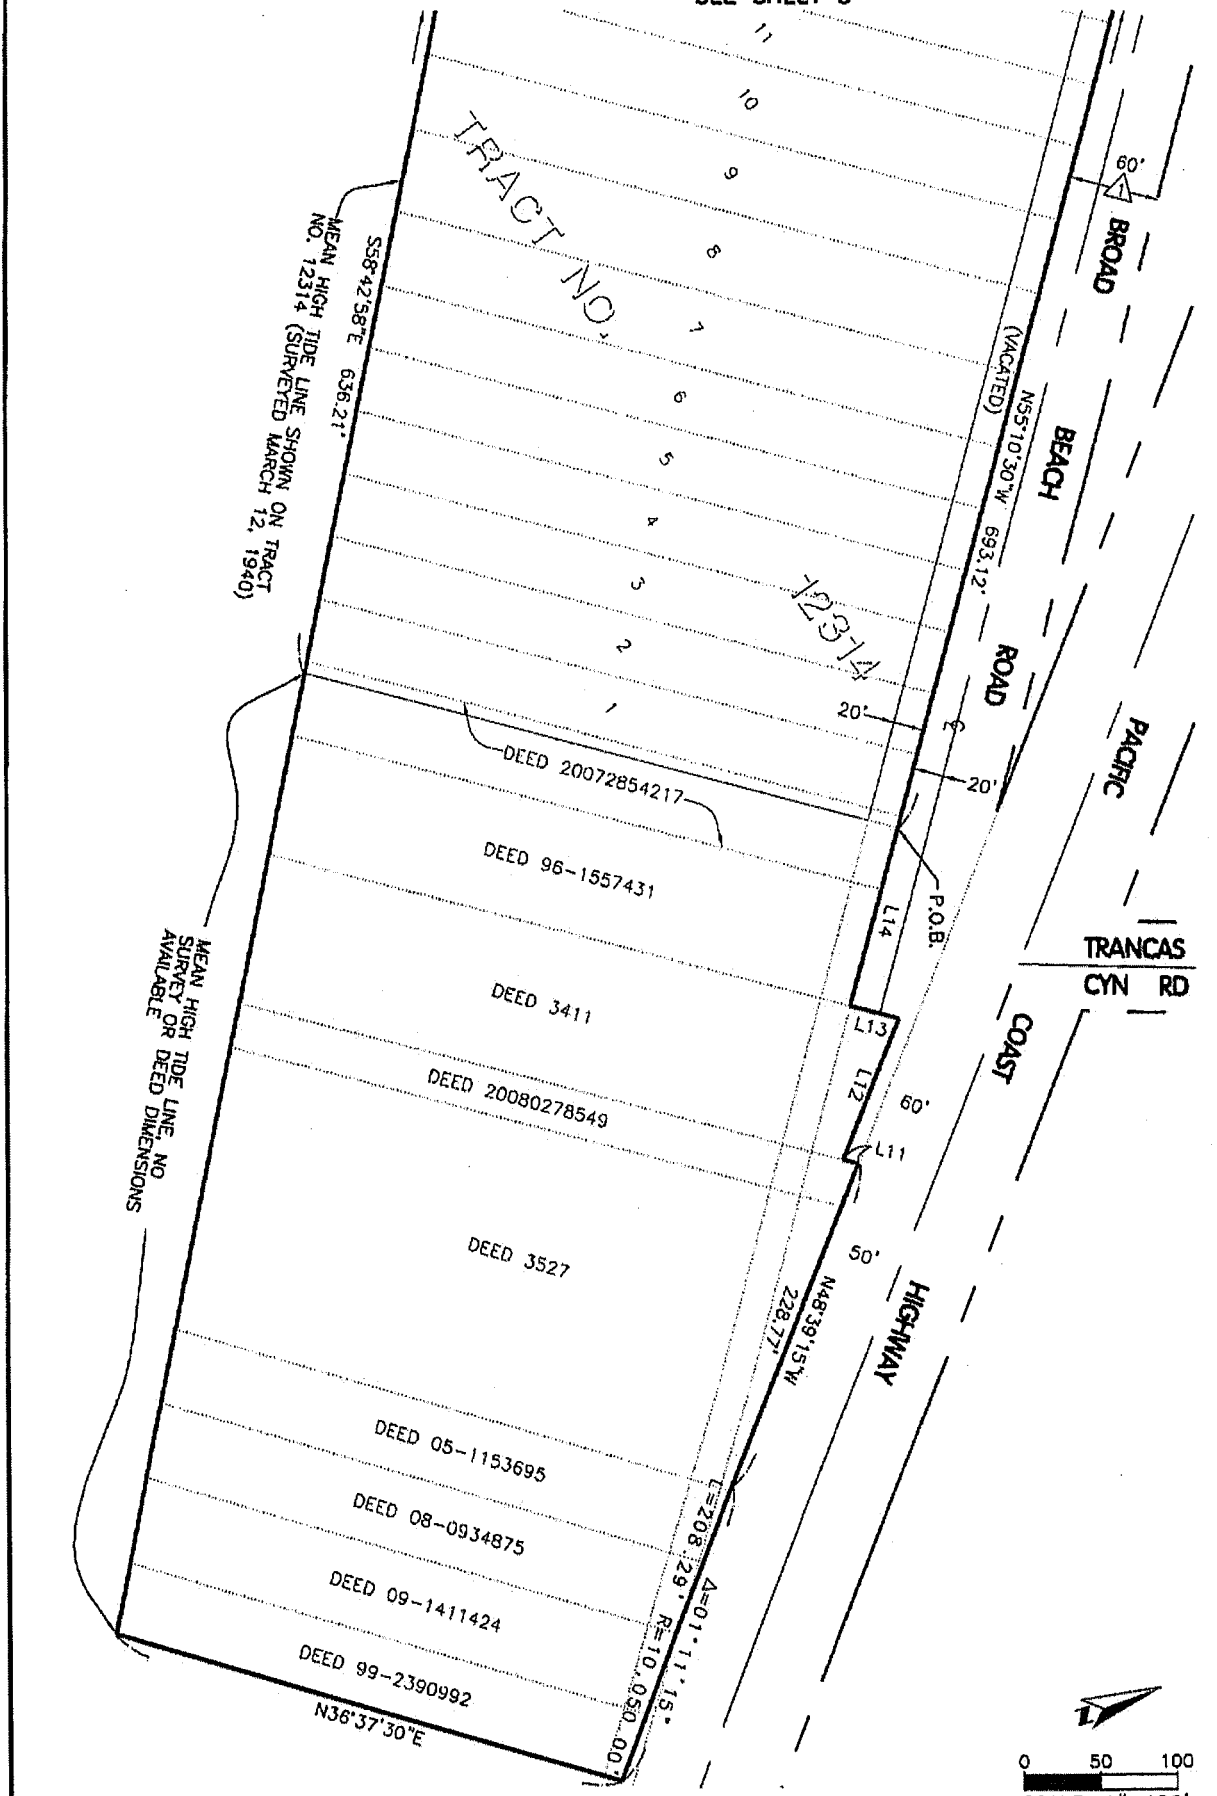 11
10
9
8
7
6
5
4
3
2
1
TRACT NO.
12314
60'
1
BROAD
BEACH
ROAD
(VACATED)
N55°10'30"W 693.12'
S58°42'58"E 636.21'
MEAN HIGH TIDE LINE SHOWN ON TRACT
NO. 12314 (SURVEYED MARCH 12, 1940)
20'
20'
DEED 20072854217
P.O.B.
PACIFIC
COAST
HIGHWAY
TRANCAS
CYN RD
DEED 96-1557431
L14
DEED 3411
L13
L12
60'
L11
DEED 20080278549
MEAN HIGH TIDE LINE, NO
SURVEY OR DEED DIMENSIONS
AVAILABLE
DEED 3527
50'
N48°39'15"W
228.77'
DEED 05-1153695
DEED 08-0934875
Δ=01°11'15"
L=208.29' R=10,050.00'
DEED 09-1411424
DEED 99-2390992
N36°37'30"E
0 50 100